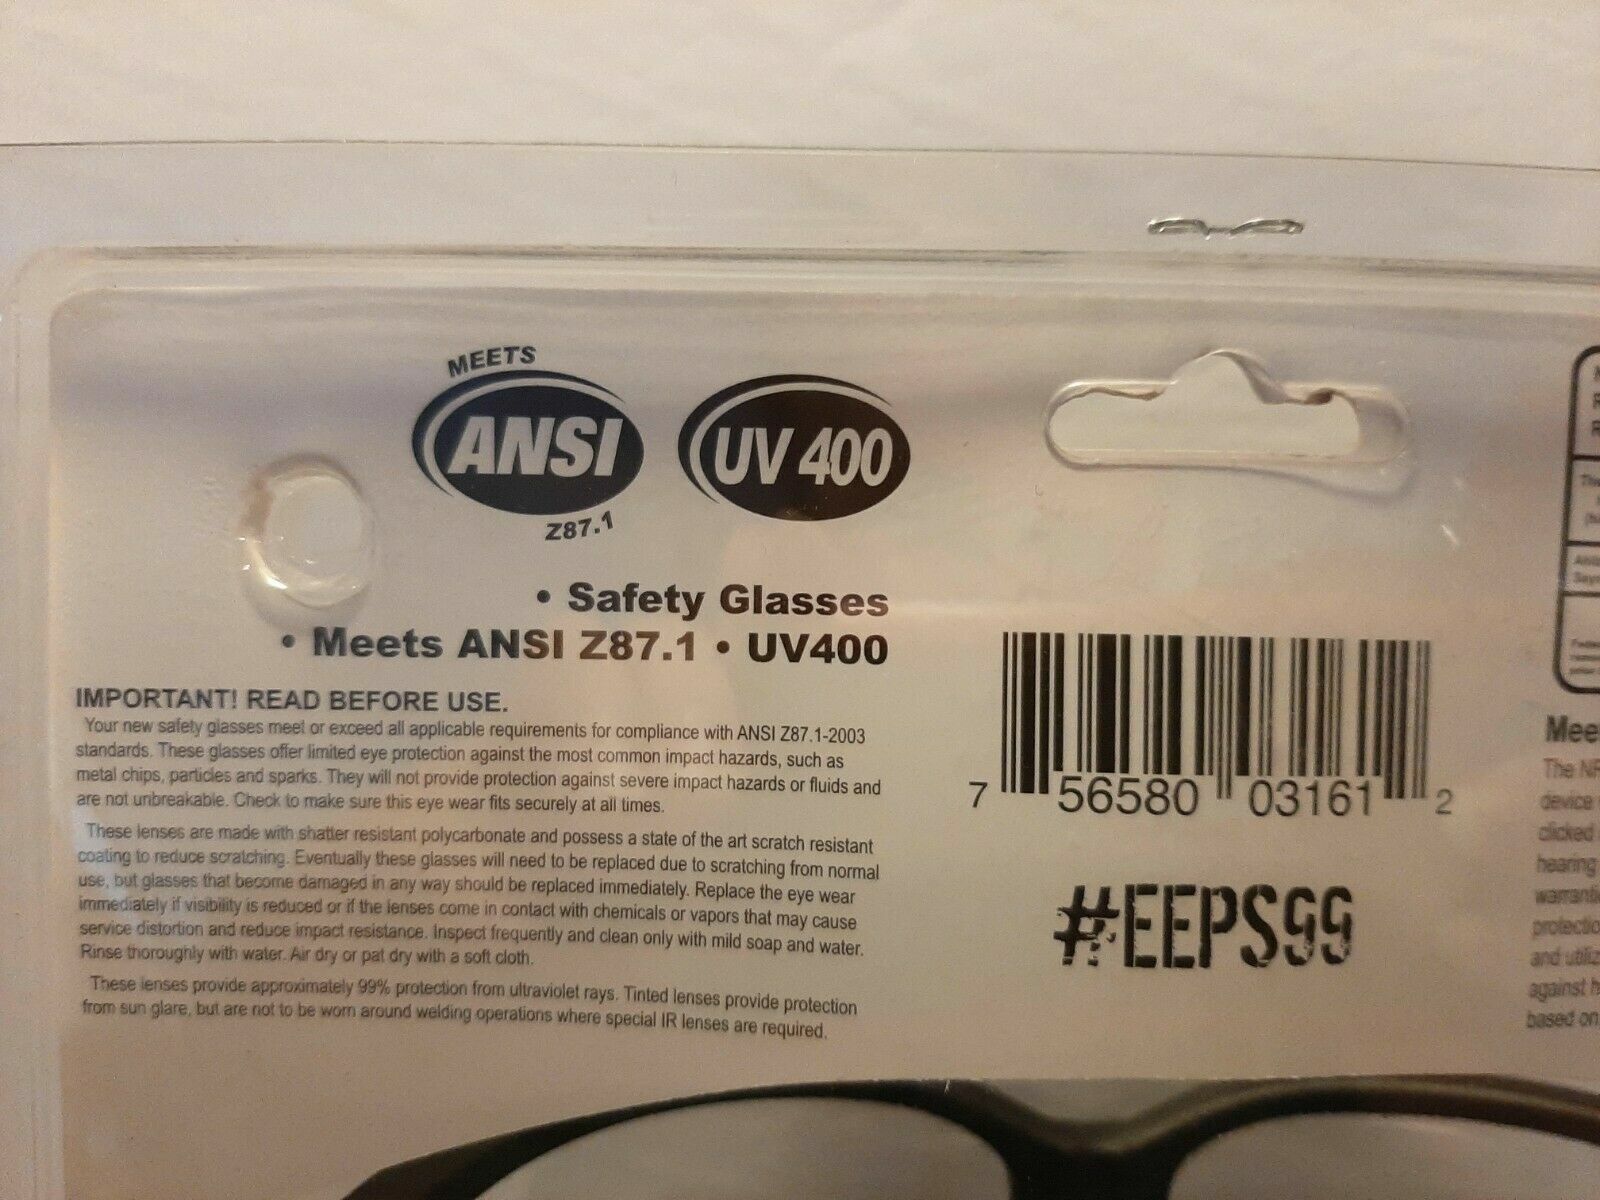 MEETS
ANSI
Z87.1
UV 400
• Safety Glasses
• Meets ANSI Z87.1 • UV400
IMPORTANT! READ BEFORE USE.
Your new safety glasses meet or exceed all applicable requirements for compliance with ANSI Z87.1-2003
standards. These glasses offer limited eye protection against the most common impact hazards, such as
metal chips, particles and sparks. They will not provide protection against severe impact hazards or fluids and
are not unbreakable. Check to make sure this eye wear fits securely at all times.
These lenses are made with shatter resistant polycarbonate and possess a state of the art scratch resistant
coating to reduce scratching. Eventually these glasses will need to be replaced due to scratching from normal
use, but glasses that become damaged in any way should be replaced immediately. Replace the eye wear
immediately if visibility is reduced or if the lenses come in contact with chemicals or vapors that may cause
service distortion and reduce impact resistance. Inspect frequently and clean only with mild soap and water.
Rinse thoroughly with water. Air dry or pat dry with a soft cloth.
These lenses provide approximately 99% protection from ultraviolet rays. Tinted lenses provide protection
from sun glare, but are not to be worn around welding operations where special IR lenses are required.
7 56580 03161 2
#EEPS99
The
device
clicked
hearing
and
against
based on